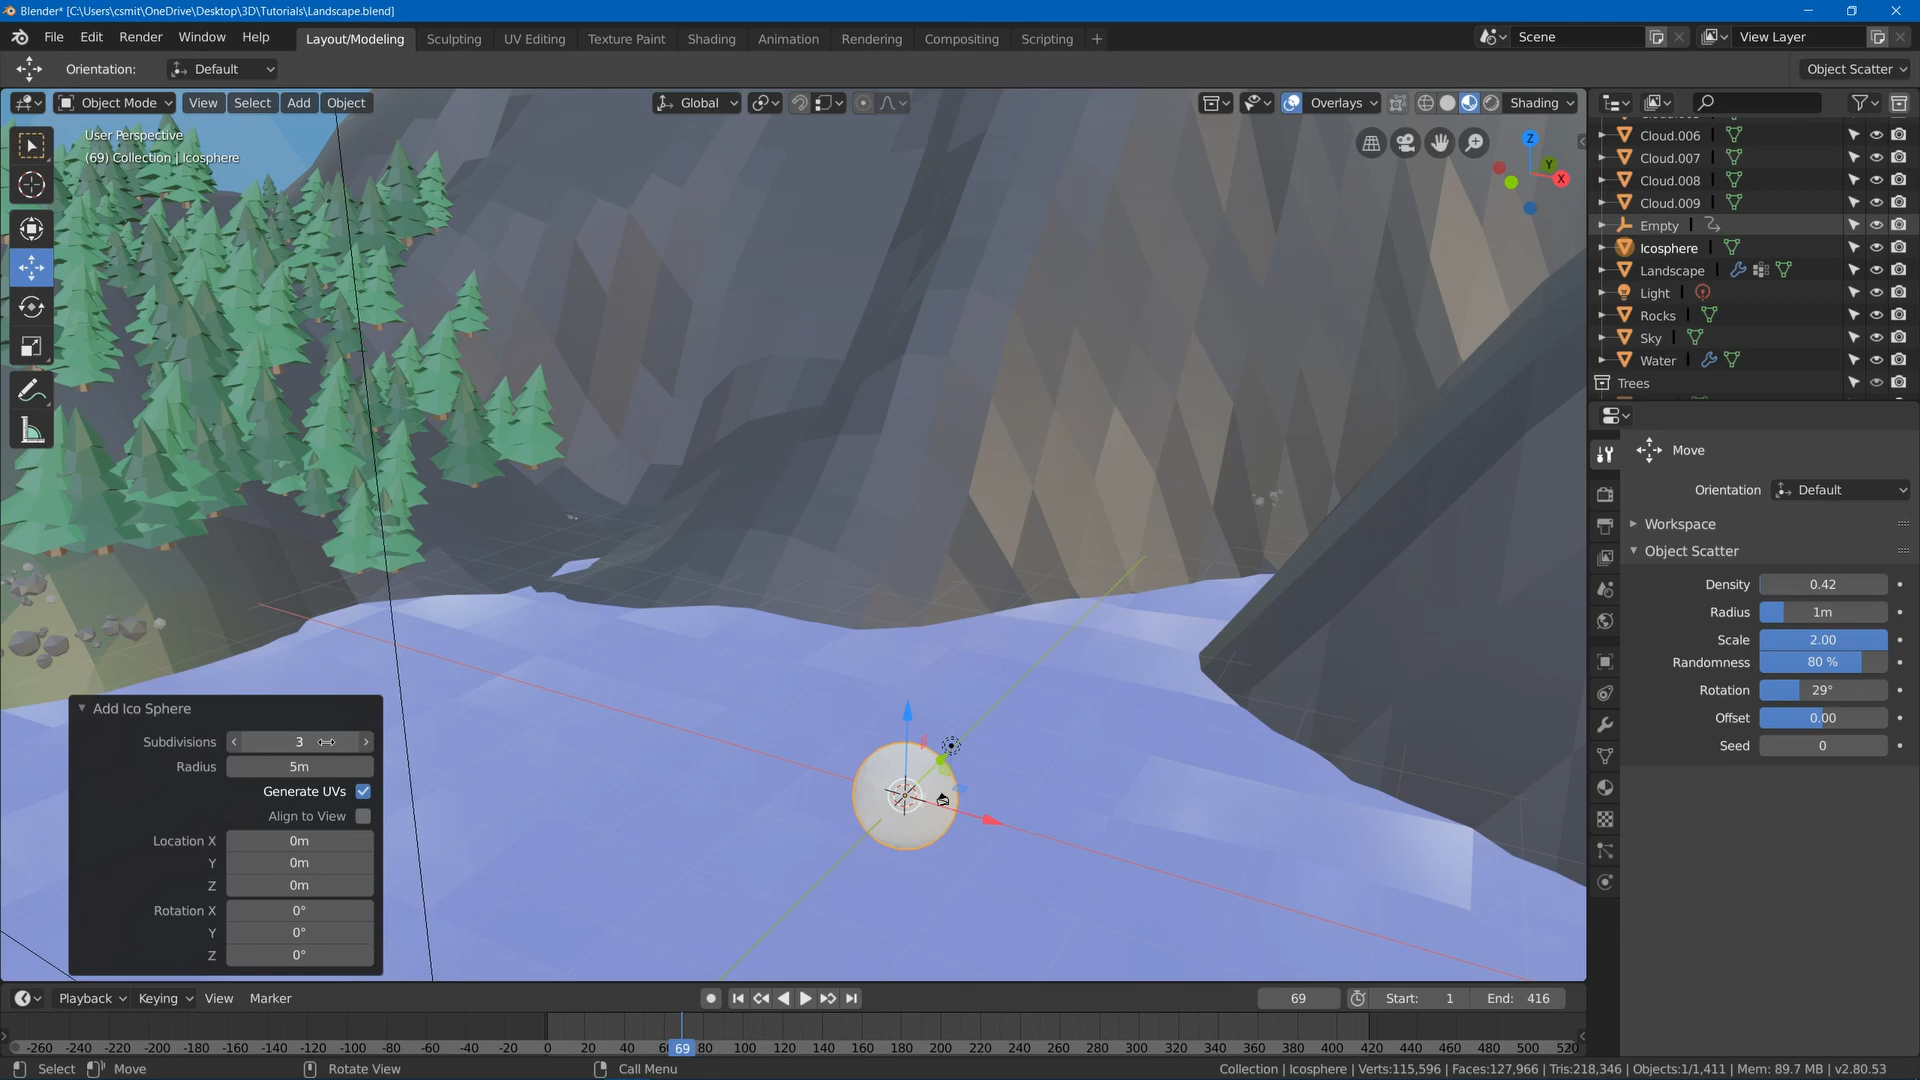 Blender* [C:\Users\csmit\OneDrive\Desktop\3D\Tutorials\Landscape.blend]
File Edit Render Window Help Layout/Modeling Sculpting UV Editing Texture Paint Shading Animation Rendering Compositing Scripting + Scene View Layer
Orientation: Default Object Scatter
Object Mode View Select Add Object Global Overlays Shading
User Perspective
(69) Collection | Icosphere
Z
Y
X
Cloud.006
Cloud.007
Cloud.008
Cloud.009
Empty
Icosphere
Landscape
Light
Rocks
Sky
Water
Trees
Move
Orientation Default
Workspace
Object Scatter
Density 0.42
Radius 1m
Scale 2.00
Randomness 80 %
Rotation 29°
Offset 0.00
Seed 0
Add Ico Sphere
Subdivisions 3
Radius 5m
Generate UVs
Align to View
Location X 0m
Y 0m
Z 0m
Rotation X 0°
Y 0°
Z 0°
Playback Keying View Marker 69 Start: 1 End: 416
-260 -240 -220 -200 -180 -160 -140 -120 -100 -80 -60 -40 -20 0 20 40 69 80 100 120 140 160 180 200 220 240 260 280 300 320 340 360 380 400 420 440 460 480 500 520
Select Move Rotate View Call Menu Collection | Icosphere | Verts:115,596 | Faces:127,966 | Tris:218,346 | Objects:1/1,411 | Mem: 89.7 MB | v2.80.53